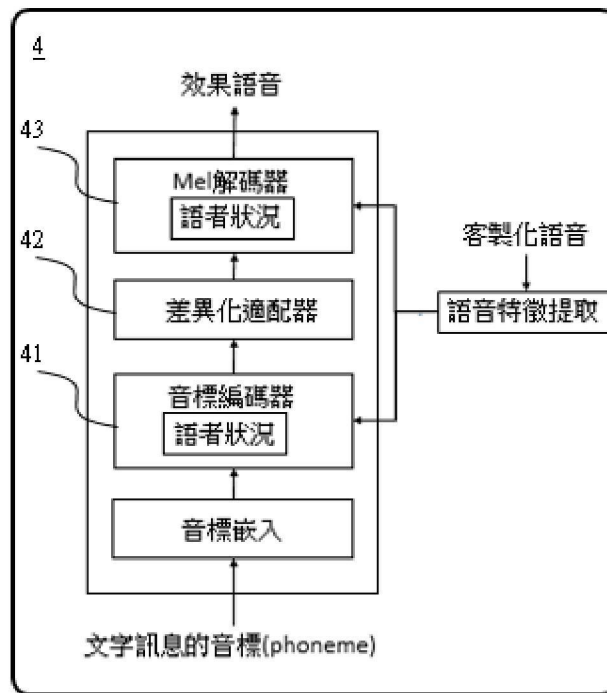 4
效果語音
43
Mel解碼器
語者狀況
客製化語音
42
差異化適配器
語音特徵提取
41
音標編碼器
語者狀況
音標嵌入
文字訊息的音標(phoneme)